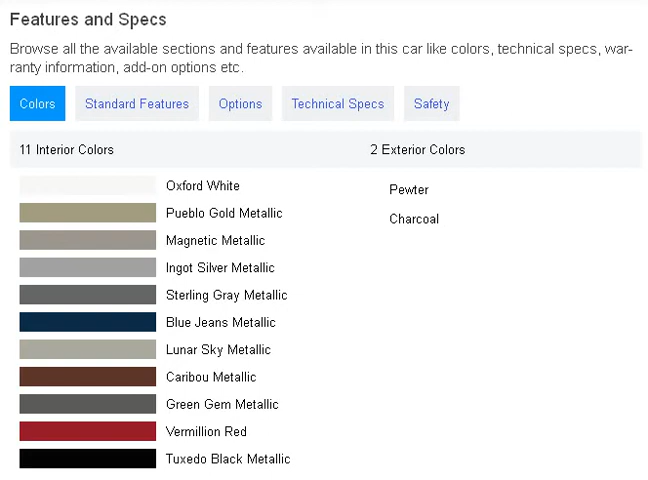 Features and Specs
Browse all the available sections and features available in this car like colors, technical specs, war-
ranty information, add-on options etc.
Colors Standard Features Options Technical Specs Safety
11 Interior Colors 2 Exterior Colors
Oxford White
Pewter
Pueblo Gold Metallic
Charcoal
Magnetic Metallic
Ingot Silver Metallic
Sterling Gray Metallic
Blue Jeans Metallic
Lunar Sky Metallic
Caribou Metallic
Green Gem Metallic
Vermillion Red
Tuxedo Black Metallic